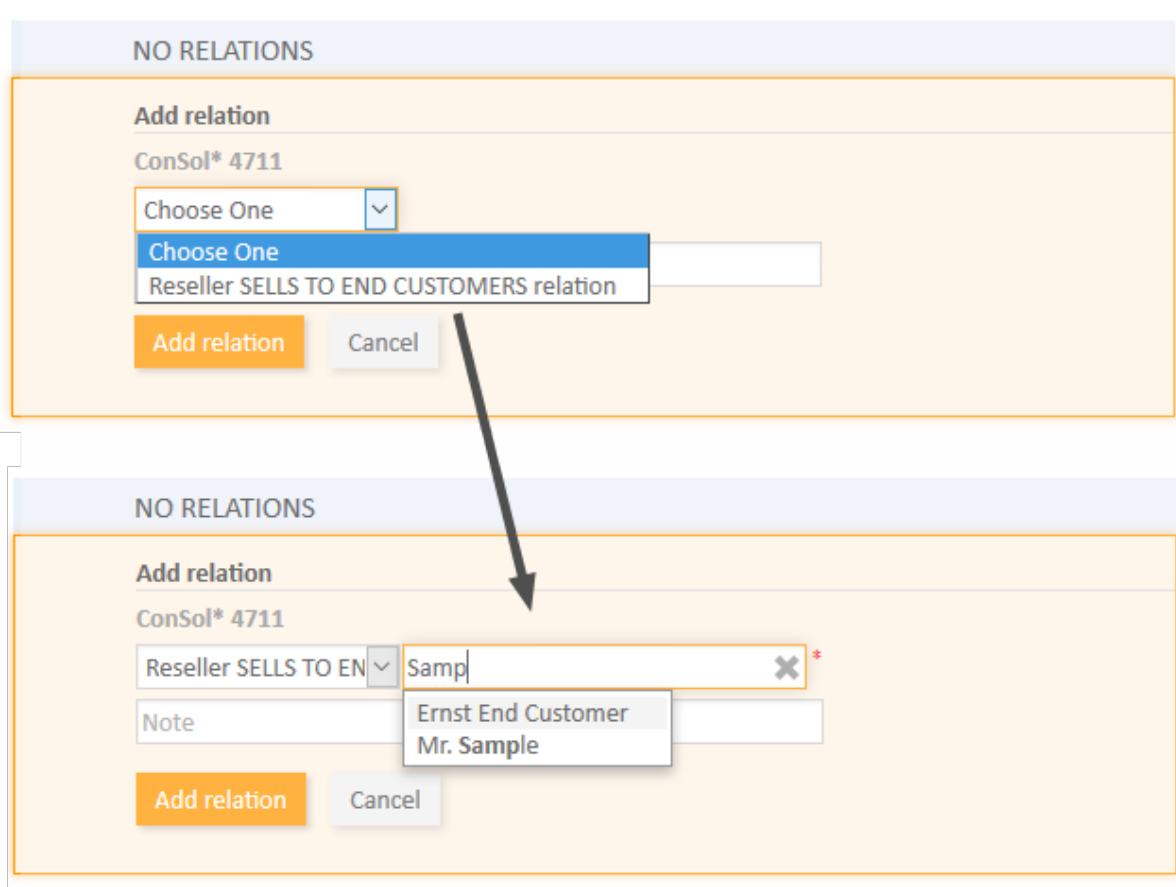 NO RELATIONS
Add relation
ConSol* 4711
Choose One
Choose One
Reseller SELLS TO END CUSTOMERS relation
Add relation Cancel
NO RELATIONS
Add relation
ConSol* 4711
Reseller SELLS TO EN Samp *
Note
Ernst End Customer
Mr. Sample
Add relation Cancel